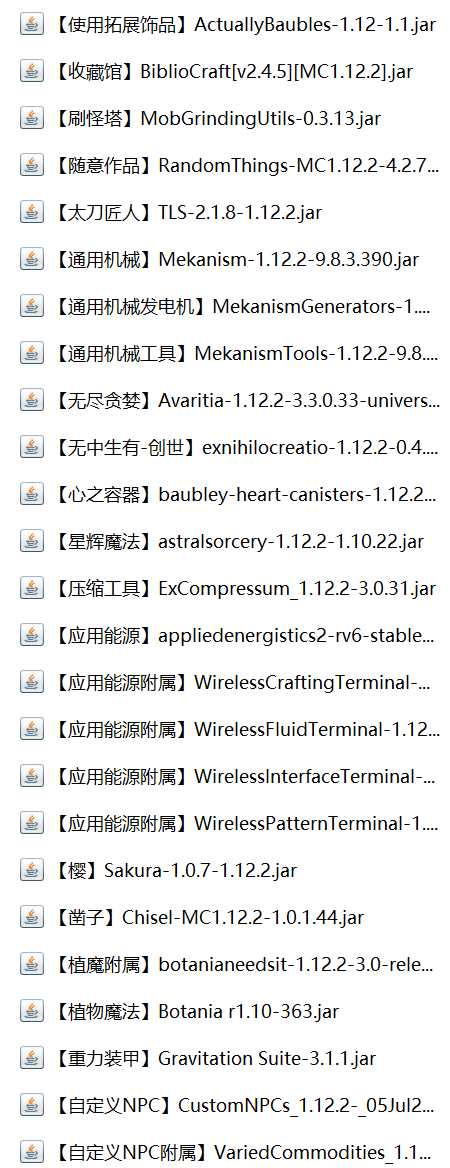 【使用拓展饰品】ActuallyBaubles-1.12-1.1.jar
【收藏馆】BiblioCraft[v2.4.5][MC1.12.2].jar
【刷怪塔】MobGrindingUtils-0.3.13.jar
【随意作品】RandomThings-MC1.12.2-4.2.7...
【太刀匠人】TLS-2.1.8-1.12.2.jar
【通用机械】Mekanism-1.12.2-9.8.3.390.jar
【通用机械发电机】MekanismGenerators-1....
【通用机械工具】MekanismTools-1.12.2-9.8....
【无尽贪婪】Avaritia-1.12.2-3.3.0.33-univers...
【无中生有-创世】exnihilocreatio-1.12.2-0.4....
【心之容器】baubley-heart-canisters-1.12.2...
【星辉魔法】astralsorcery-1.12.2-1.10.22.jar
【压缩工具】ExCompressum_1.12.2-3.0.31.jar
【应用能源】appliedenergistics2-rv6-stable...
【应用能源附属】WirelessCraftingTerminal-...
【应用能源附属】WirelessFluidTerminal-1.12...
【应用能源附属】WirelessInterfaceTerminal-...
【应用能源附属】WirelessPatternTerminal-1....
【樱】Sakura-1.0.7-1.12.2.jar
【凿子】Chisel-MC1.12.2-1.0.1.44.jar
【植魔附属】botanianeedsit-1.12.2-3.0-rele...
【植物魔法】Botania r1.10-363.jar
【重力装甲】Gravitation Suite-3.1.1.jar
【自定义NPC】CustomNPCs_1.12.2-_05Jul2...
【自定义NPC附属】VariedCommodities_1.1...